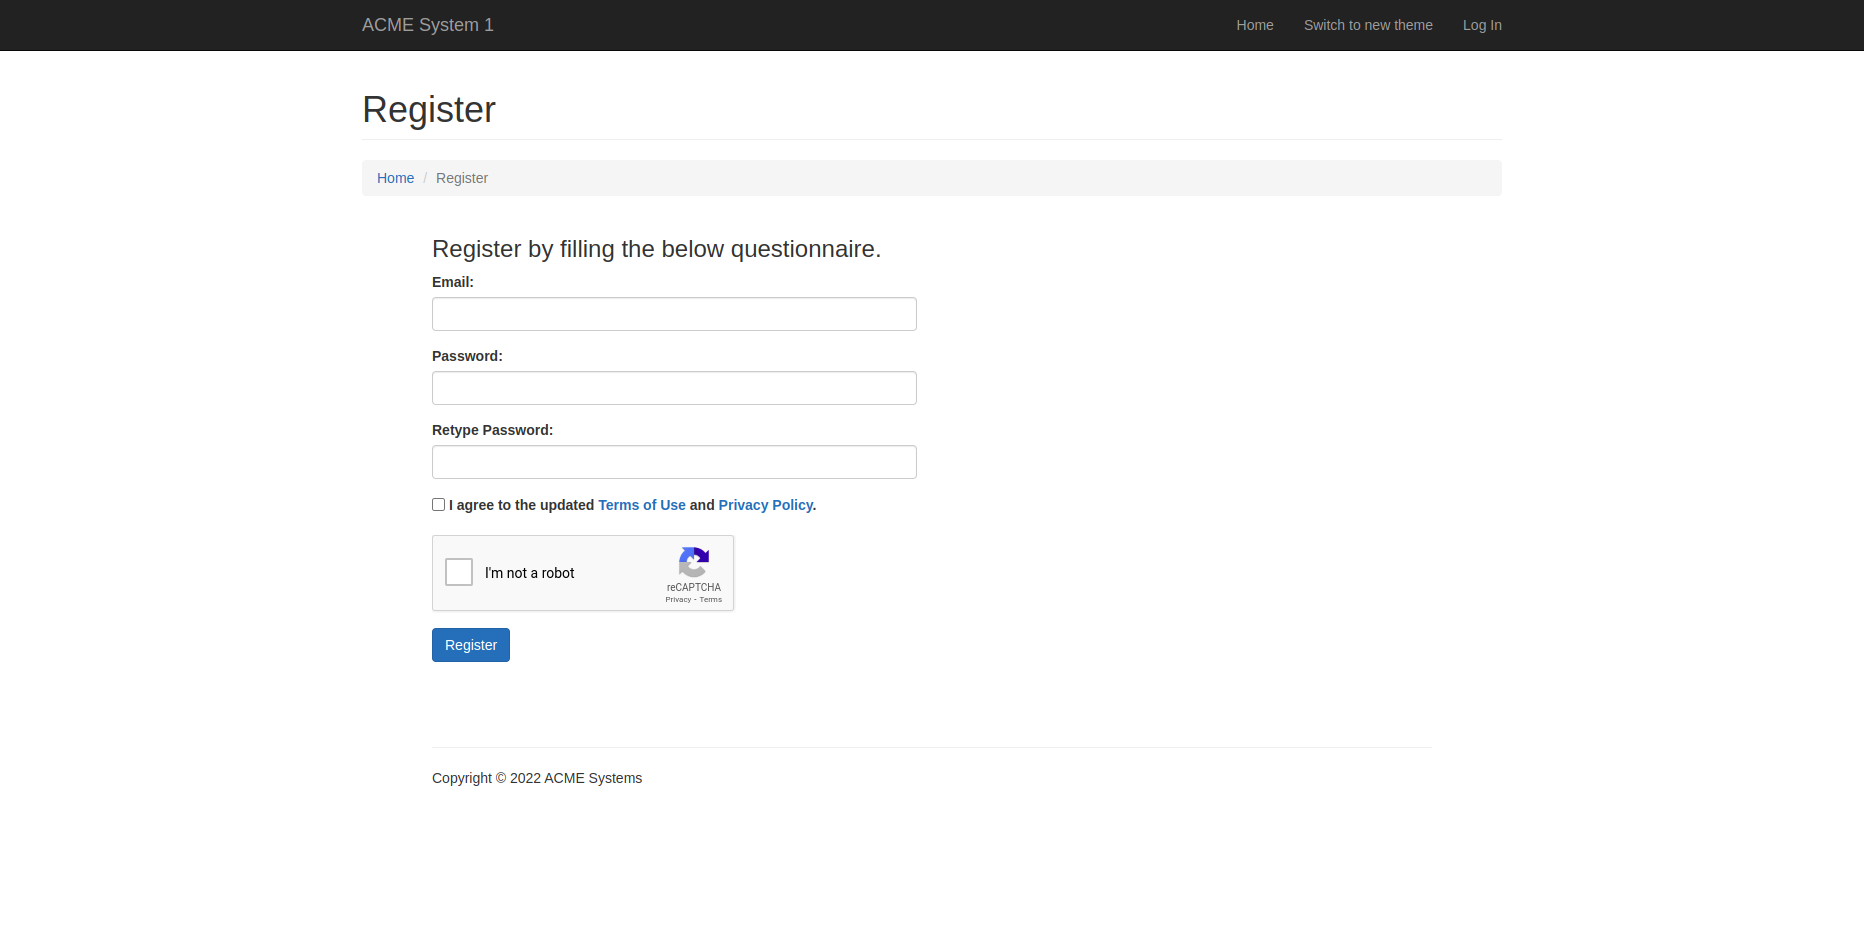 ACME System 1 Home Switch to new theme Log In
Register
Home / Register
Register by filling the below questionnaire.
Email:
Password:
Retype Password:
I agree to the updated Terms of Use and Privacy Policy.
I'm not a robot
reCAPTCHA
Privacy - Terms
Register
Copyright © 2022 ACME Systems